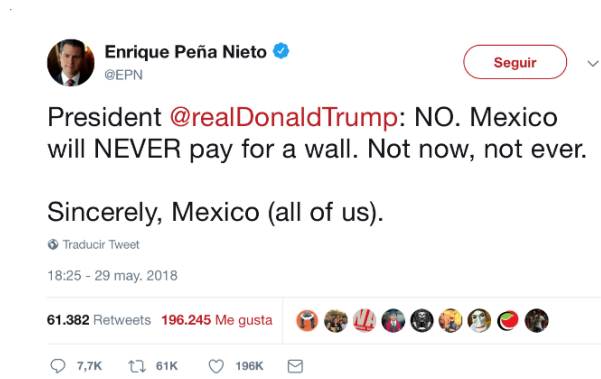 Enrique Peña Nieto
@EPN
Seguir
President @realDonaldTrump: NO. Mexico
will NEVER pay for a wall. Not now, not ever.
Sincerely, Mexico (all of us).
Traducir Tweet
18:25 - 29 may. 2018
61.382 Retweets 196.245 Me gusta
7,7K 61K 196K